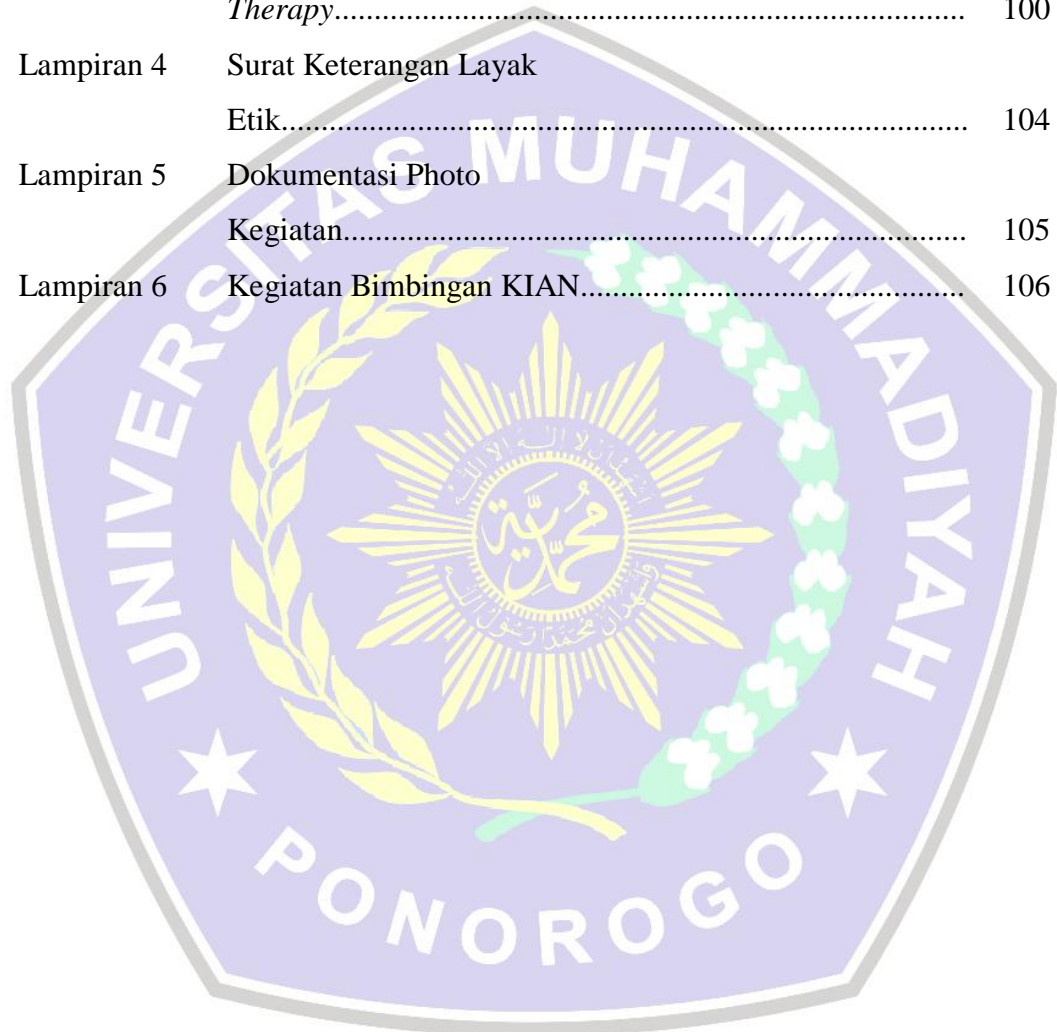 Therapy............................................................................... 100
Lampiran 4 Surat Keterangan Layak
Etik...................................................................................... 104
Lampiran 5 Dokumentasi Photo
Kegiatan.............................................................................. 105
Lampiran 6 Kegiatan Bimbingan KIAN................................................ 106
UNIVERSITAS MUHAMMADIYAH
PONOROGO
محمد